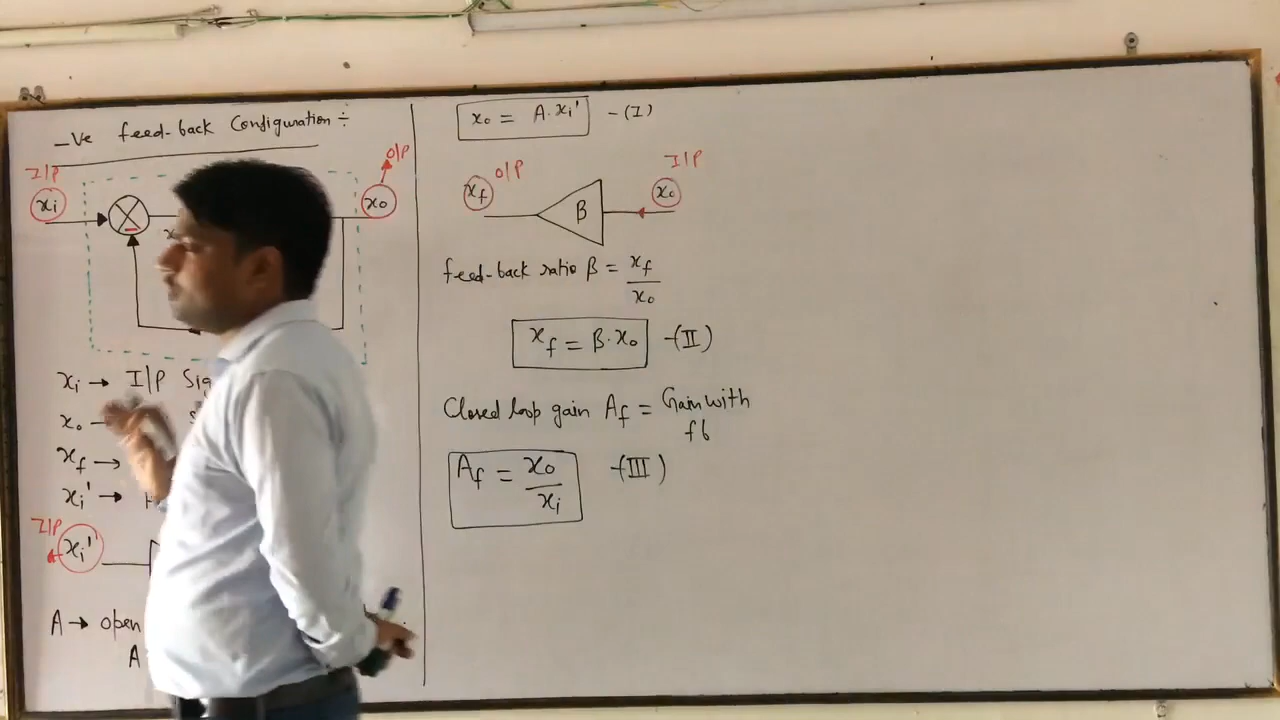 -Ve feed-back Configuration ÷
I/P
O/P
xi
xo
xi → I/P
xo
xf →
xi' →
I/P
xi'
A → open
A
xo = A.xi' -(I)
O/P
I/P
xf
β
xo
feed-back ratio β = xf/xo
xf = β.xo -(II)
Closed loop gain Af = Gain with
fb
Af = xo/xi -(III)